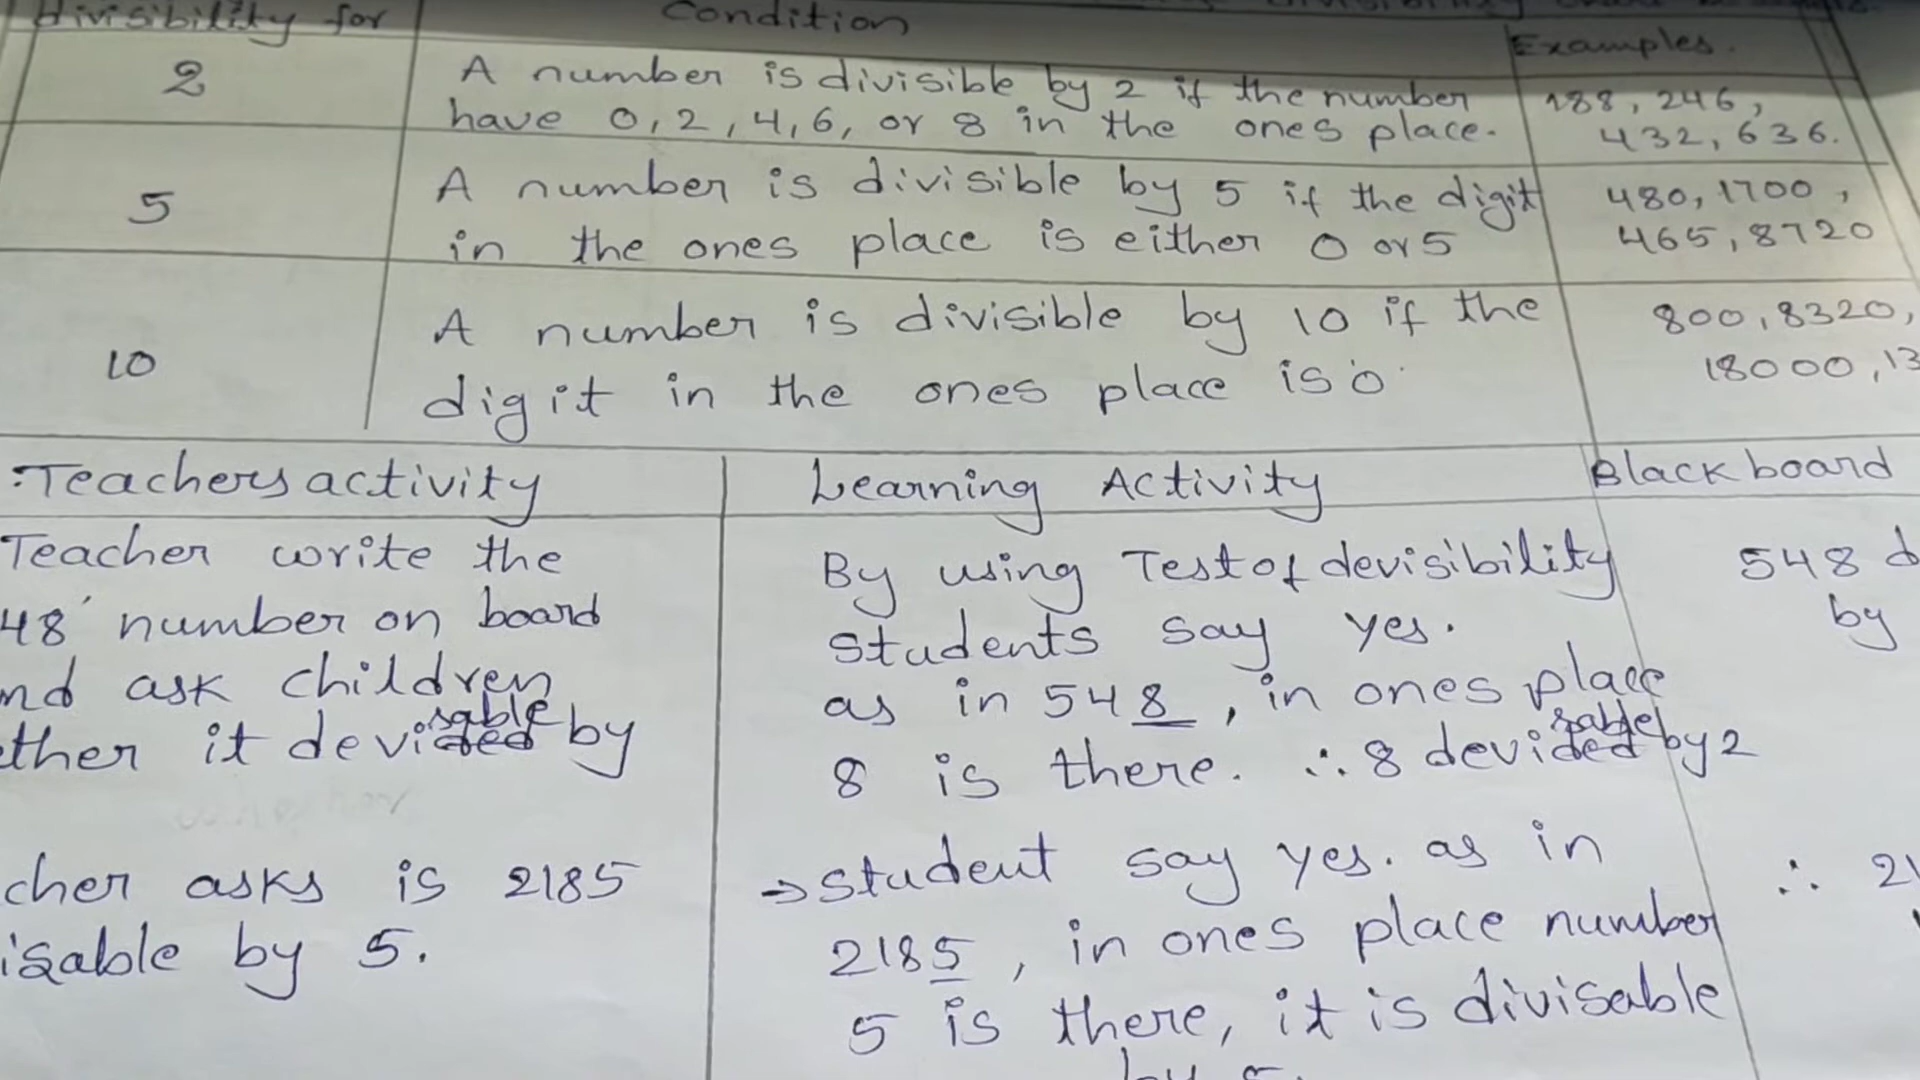 divisibility for Condition Examples.
2 A number is divisible by 2 if the number 188, 246,
have 0, 2, 4, 6, or 8 in the ones place. 432, 636.
5 A number is divisible by 5 if the digit 480, 1700,
in the ones place is either 0 or 5 465, 8720
10 A number is divisible by 10 if the 800, 8320,
digit in the ones place is 0 18000, 13
Teachers activity Learning Activity Black board
Teacher write the By using Test of devisibility 548 d
48 number on board students say yes. by
nd ask children as in 548, in ones place
ether it devisable by 8 is there. ∴ 8 devisable by 2
cher asks is 2185 → student say yes. as in ∴ 21
isable by 5. 2185, in ones place number
5 is there, it is divisable
by 5.